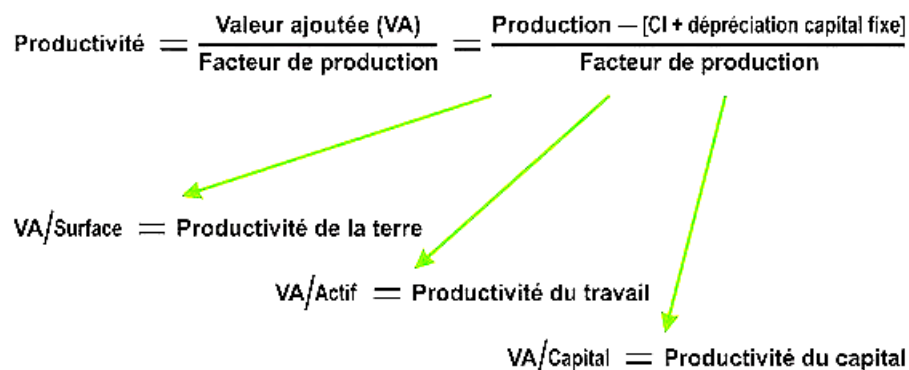 Productivité = Valeur ajoutée (VA) / Facteur de production = Production − [CI + dépréciation capital fixe] / Facteur de production
VA/Surface = Productivité de la terre
VA/Actif = Productivité du travail
VA/Capital = Productivité du capital